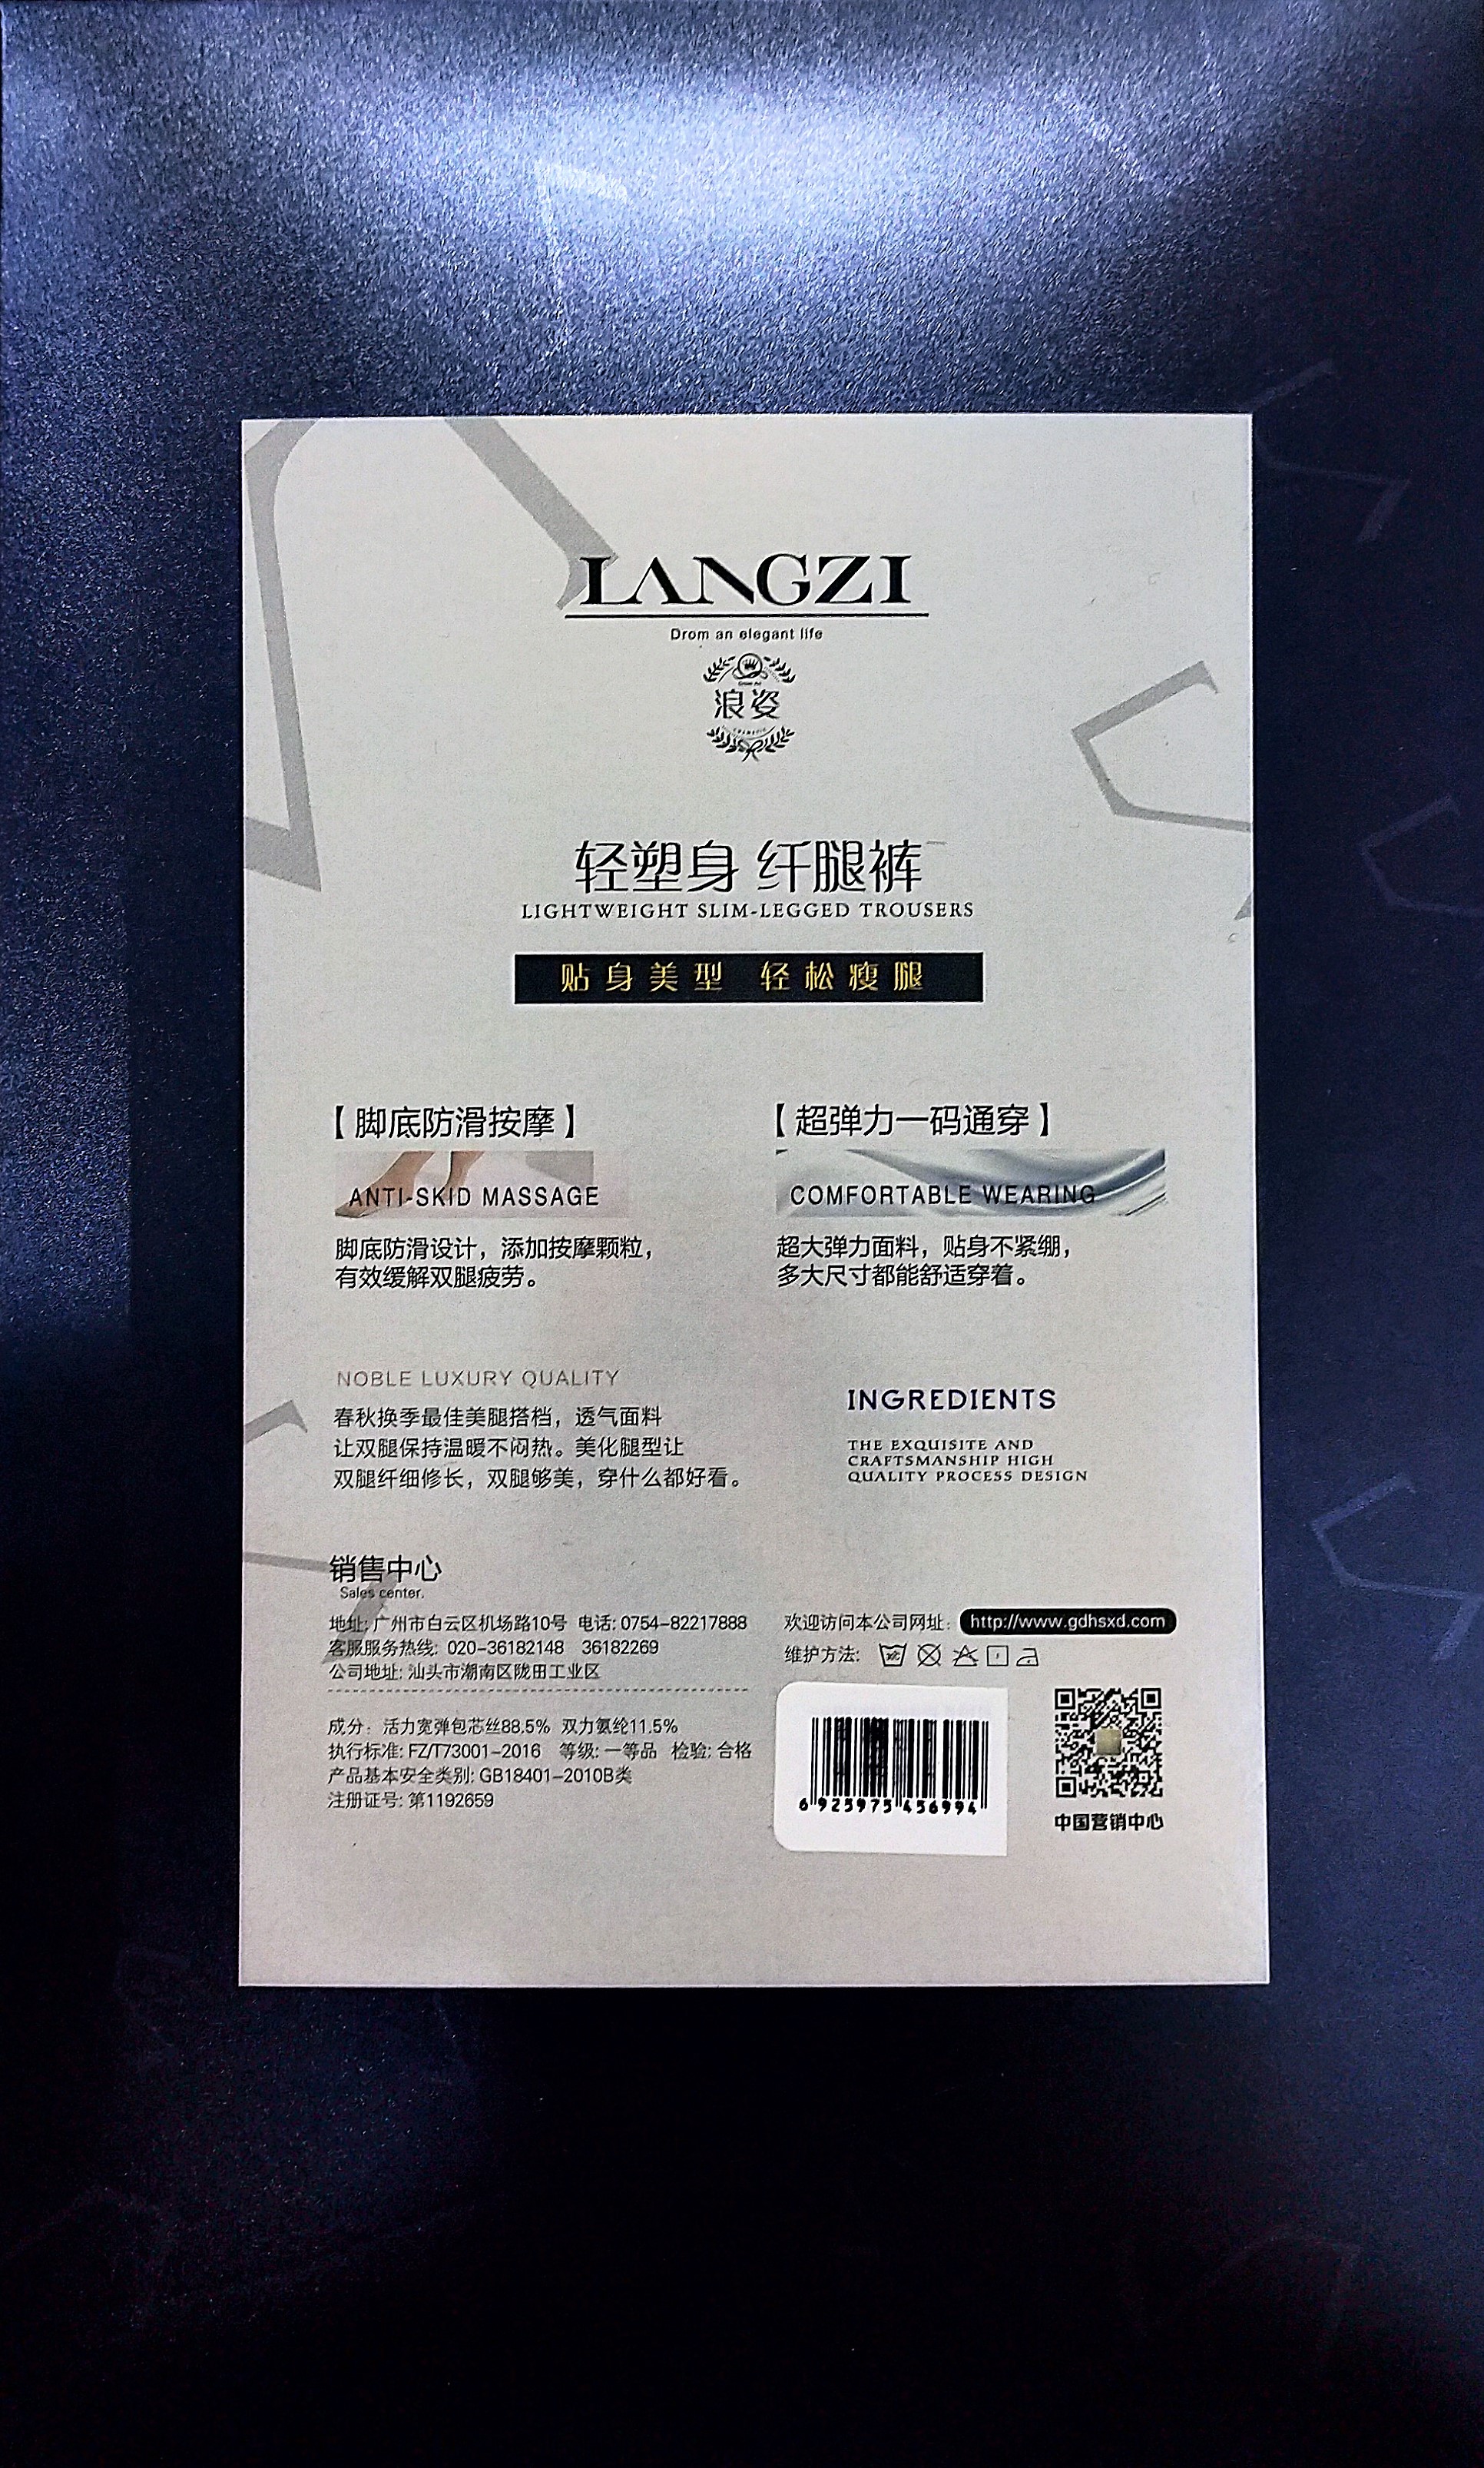 LANGZI
Drom an elegant life
浪姿
轻塑身 纤腿裤
LIGHTWEIGHT SLIM-LEGGED TROUSERS
贴身美型 轻松瘦腿
【脚底防滑按摩】
ANTI-SKID MASSAGE
脚底防滑设计，添加按摩颗粒，
有效缓解双腿疲劳。
【超弹力一码通穿】
COMFORTABLE WEARING
超大弹力面料，贴身不紧绷，
多大尺寸都能舒适穿着。
NOBLE LUXURY QUALITY
春秋换季最佳美腿搭档，透气面料
让双腿保持温暖不闷热。美化腿型让
双腿纤细修长，双腿够美，穿什么都好看。
INGREDIENTS
THE EXQUISITE AND
CRAFTSMANSHIP HIGH
QUALITY PROCESS DESIGN
销售中心
Sales center.
地址: 广州市白云区机场路10号 电话: 0754-82217888
客服服务热线: 020-36182148 36182269
公司地址: 汕头市潮南区陇田工业区
欢迎访问本公司网址: http://www.gdhsxd.com
维护方法:
成分: 活力宽弹包芯丝88.5% 双力氨纶11.5%
执行标准: FZ/T73001-2016 等级: 一等品 检验: 合格
产品基本安全类别: GB18401-2010B类
注册证号: 第1192659
6 925975 456994
中国营销中心